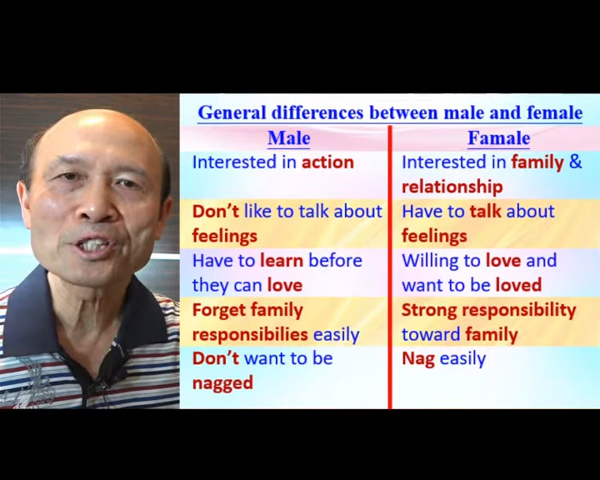 General differences between male and female
Male
Famale
Interested in action
Interested in family &
relationship
Don't like to talk about
feelings
Have to talk about
feelings
Have to learn before
they can love
Willing to love and
want to be loved
Forget family
responsibilies easily
Strong responsibility
toward family
Don't want to be
nagged
Nag easily